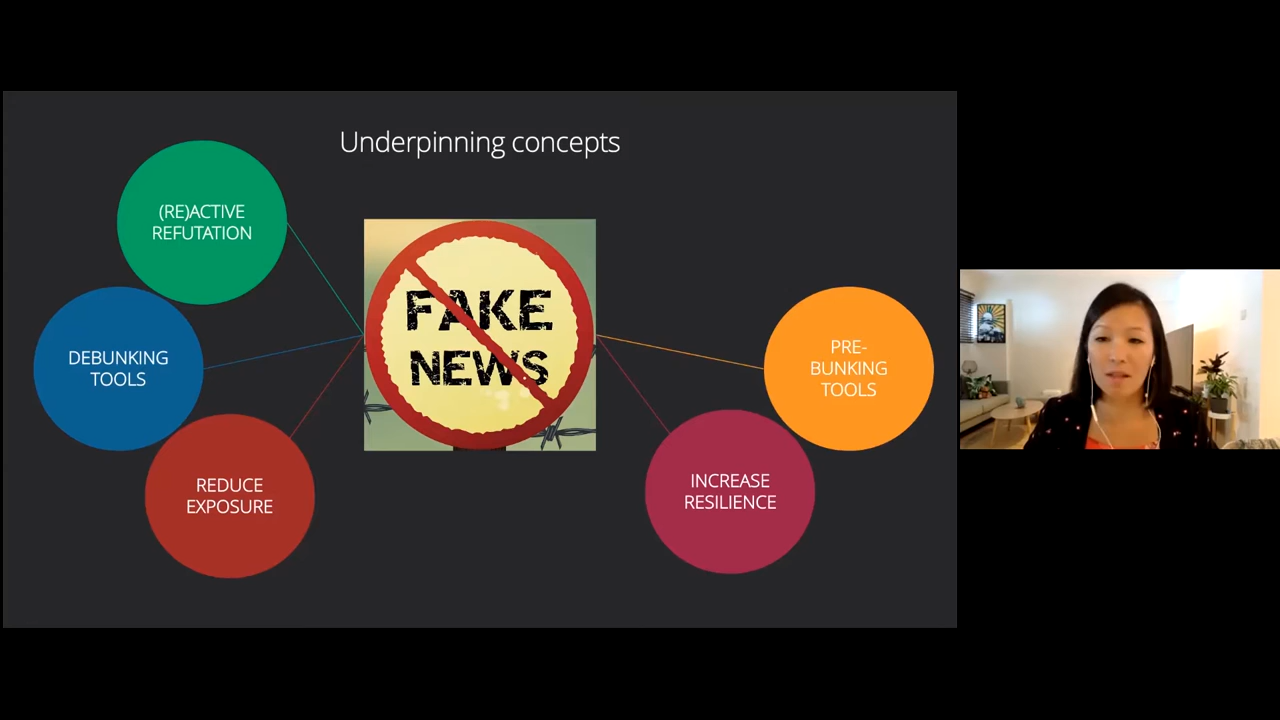 Underpinning concepts
(RE)ACTIVE
REFUTATION
DEBUNKING
TOOLS
REDUCE
EXPOSURE
FAKE
NEWS
PRE-
BUNKING
TOOLS
INCREASE
RESILIENCE